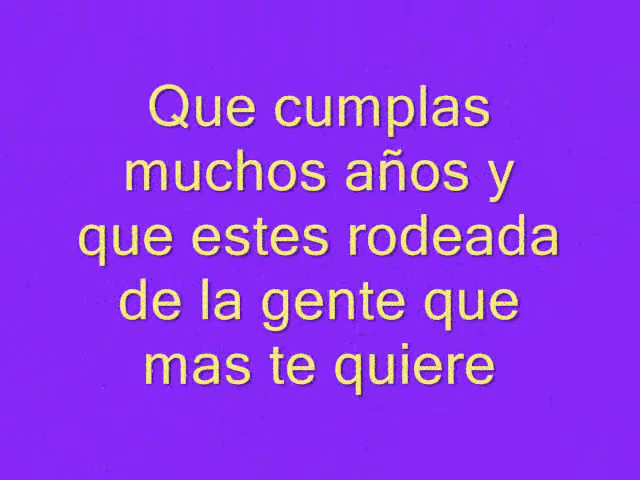 Que cumplas
muchos años y
que estes rodeada
de la gente que
mas te quiere